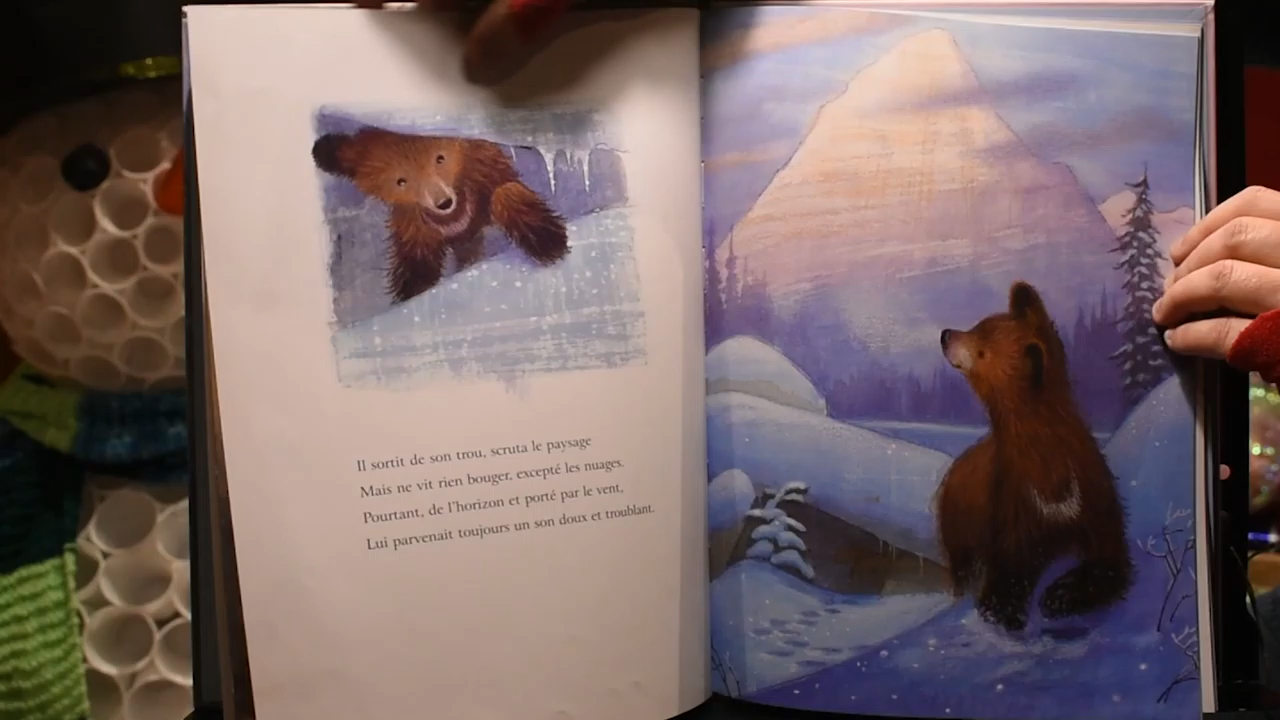 Il sortit de son trou, scruta le paysage
Mais ne vit rien bouger, excepté les nuages.
Pourtant, de l'horizon et porté par le vent,
Lui parvenait toujours un son doux et troublant.